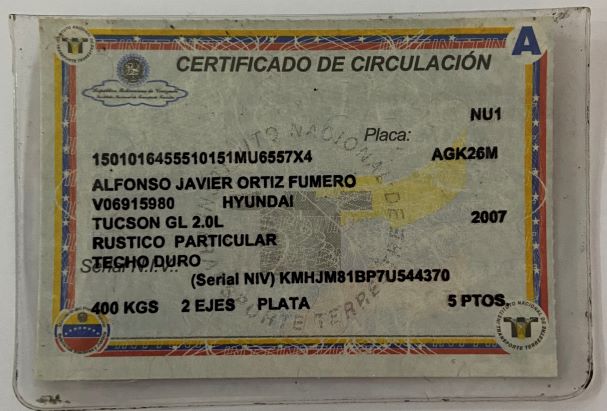 A
CERTIFICADO DE CIRCULACIÓN
República Bolivariana de Venezuela
Instituto Nacional de Transporte Terrestre
NU1
Placa:
1501016455510151MU6557X4 AGK26M
ALFONSO JAVIER ORTIZ FUMERO
V06915980 HYUNDAI
TUCSON GL 2.0L 2007
RUSTICO PARTICULAR
TECHO DURO
Serial N.I.V.:
(Serial NIV) KMHJM81BP7U544370
400 KGS 2 EJES PLATA 5 PTOS.
INSTITUTO NACIONAL DE TRANSPORTE TERRESTRE